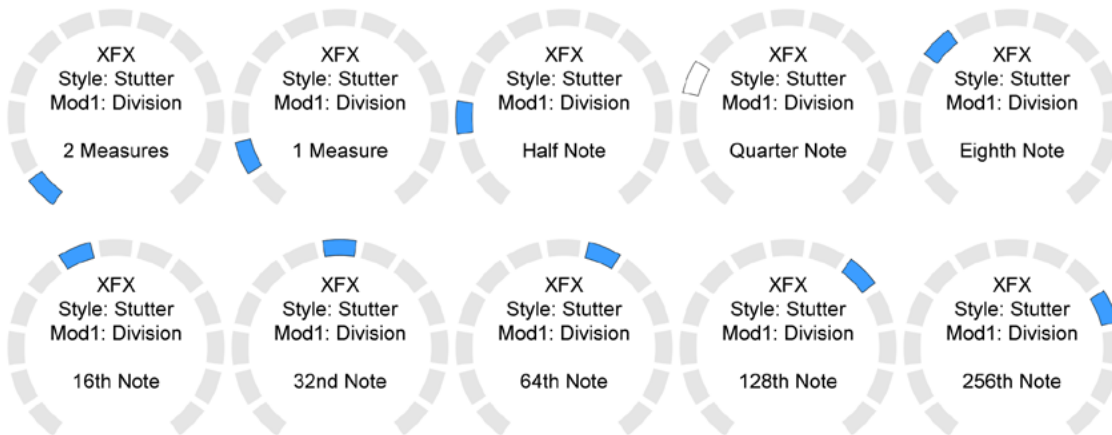 XFX
Style: Stutter
Mod1: Division
2 Measures
XFX
Style: Stutter
Mod1: Division
1 Measure
XFX
Style: Stutter
Mod1: Division
Half Note
XFX
Style: Stutter
Mod1: Division
Quarter Note
XFX
Style: Stutter
Mod1: Division
Eighth Note
XFX
Style: Stutter
Mod1: Division
16th Note
XFX
Style: Stutter
Mod1: Division
32nd Note
XFX
Style: Stutter
Mod1: Division
64th Note
XFX
Style: Stutter
Mod1: Division
128th Note
XFX
Style: Stutter
Mod1: Division
256th Note